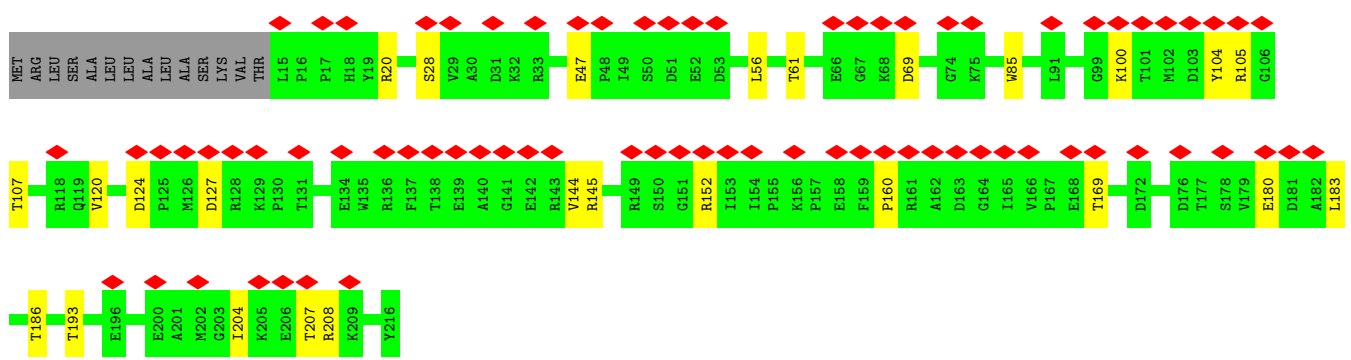 MET ARG LEU SER ALA LEU LEU ALA LEU ALA SER LYS VAL THR L15 P16 P17 H18 Y19 R20 S28 V29 A30 D31 K32 R33 E47 P48 I49 S50 D51 E52 D53 L56 T61 E66 G67 K68 D69 G74 K75 W85 L91 G99 K100 T101 M102 D103 Y104 R105 G106
T107 R118 Q119 V120 D124 P125 M126 D127 R128 K129 P130 T131 E134 W135 R136 F137 T138 E139 A140 G141 E142 R143 V144 R145 R149 S150 G151 R152 I153 I154 P155 K156 P157 E158 F159 P160 R161 A162 D163 G164 I165 V166 P167 E168 T169 D172 D176 T177 S178 V179 E180 D181 A182 L183
T186 T193 E196 E200 A201 M202 G203 I204 K205 E206 T207 R208 K209 Y216